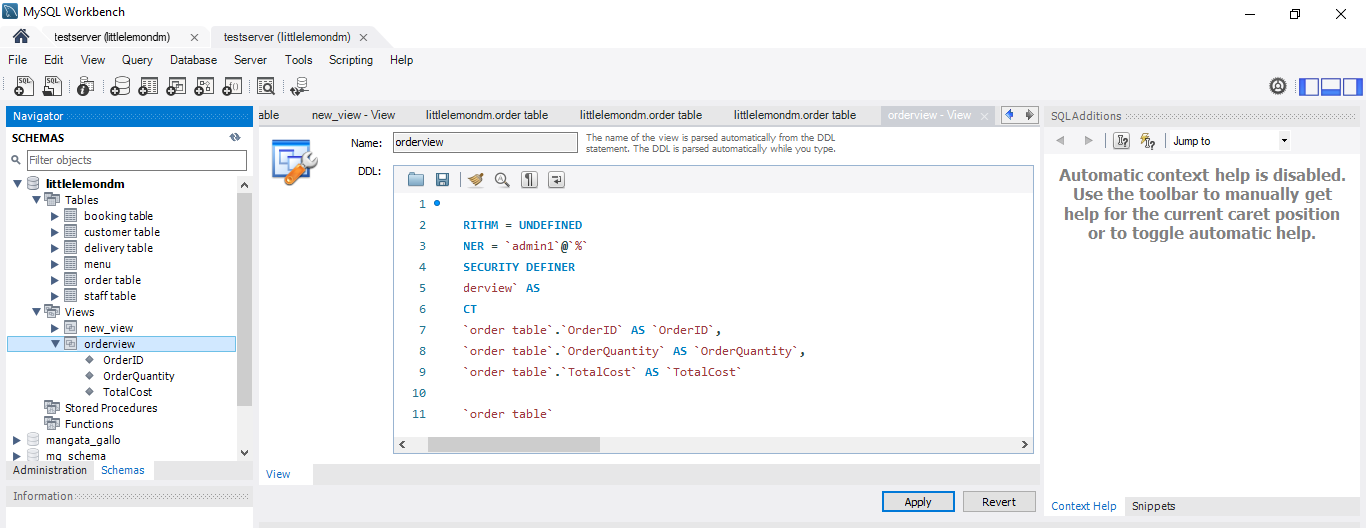 MySQL Workbench
testserver (littlelemondm)
testserver (littlelemondm)
File Edit View Query Database Server Tools Scripting Help
Navigator
SCHEMAS
Filter objects
littlelemondm
Tables
booking table
customer table
delivery table
menu
order table
staff table
Views
new_view
orderview
OrderID
OrderQuantity
TotalCost
Stored Procedures
Functions
mangata_gallo
mg_schema
Administration Schemas
Information
able new_view - View littlelemondm.order table littlelemondm.order table littlelemondm.order table orderview - View
Name: orderview
The name of the view is parsed automatically from the DDL
statement. The DDL is parsed automatically while you type.
DDL:
1
2 RITHM = UNDEFINED
3 NER = `admin1`@`%`
4 SECURITY DEFINER
5 derview` AS
6 CT
7 `order table`.`OrderID` AS `OrderID`,
8 `order table`.`OrderQuantity` AS `OrderQuantity`,
9 `order table`.`TotalCost` AS `TotalCost`
10
11 `order table`
View
Apply Revert
SQLAdditions
Jump to
Automatic context help is disabled.
Use the toolbar to manually get
help for the current caret position
or to toggle automatic help.
Context Help Snippets